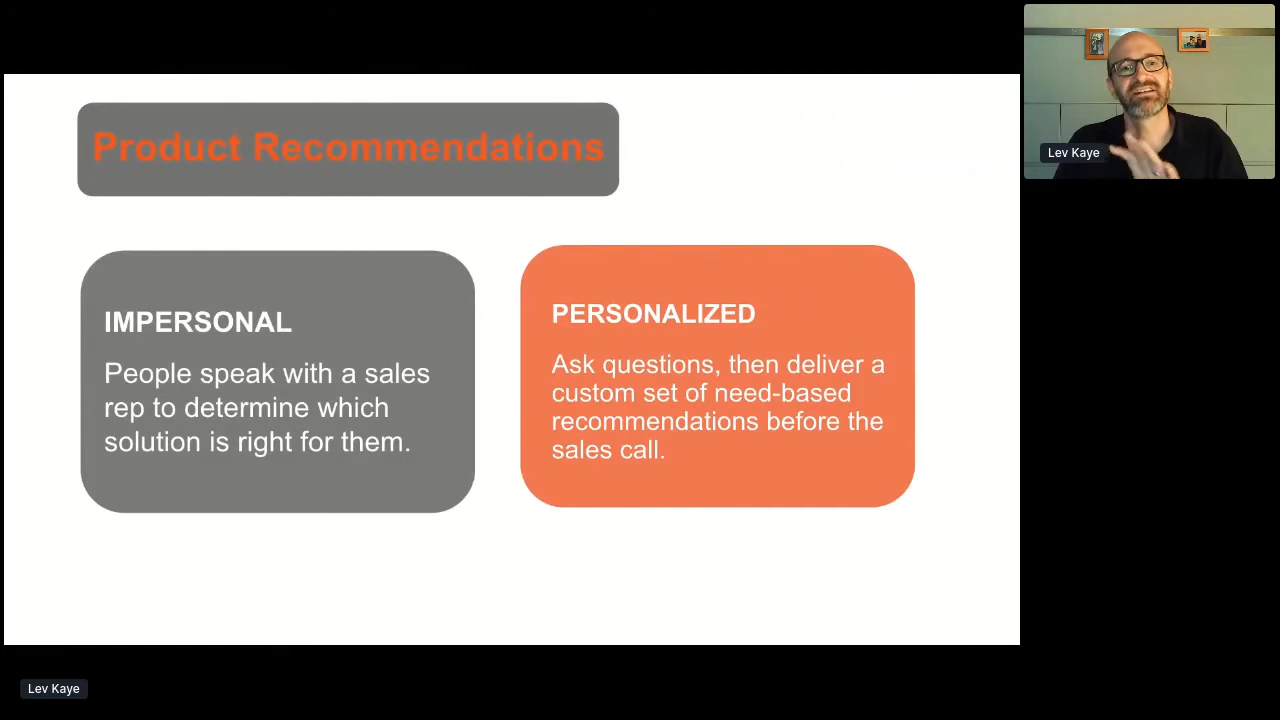 Product Recommendations
IMPERSONAL
People speak with a sales
rep to determine which
solution is right for them.
PERSONALIZED
Ask questions, then deliver a
custom set of need-based
recommendations before the
sales call.
Lev Kaye
Lev Kaye